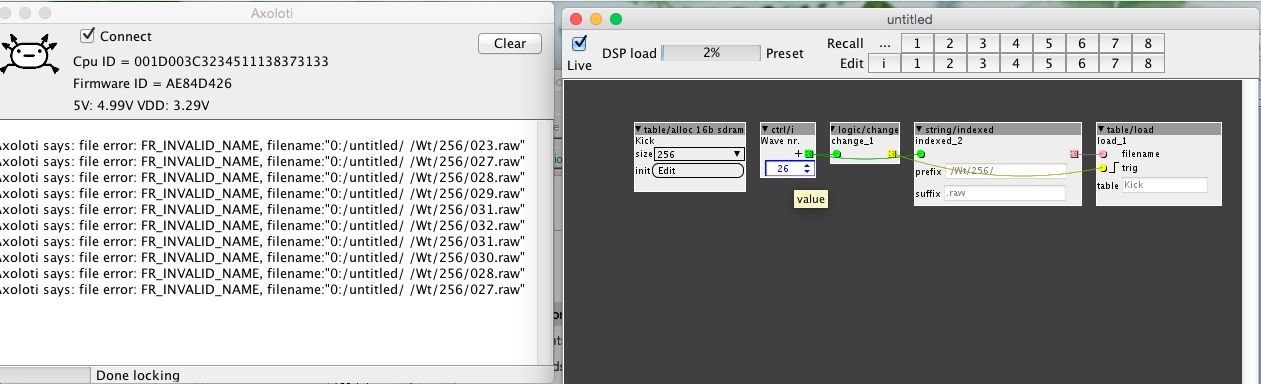 Axoloti
Connect
Clear
Cpu ID = 001D003C3234511138373133
Firmware ID = AE84D426
5V: 4.99V VDD: 3.29V
Axoloti says: file error: FR_INVALID_NAME, filename:"0:/untitled/ /Wt/256/023.raw"
Axoloti says: file error: FR_INVALID_NAME, filename:"0:/untitled/ /Wt/256/027.raw"
Axoloti says: file error: FR_INVALID_NAME, filename:"0:/untitled/ /Wt/256/028.raw"
Axoloti says: file error: FR_INVALID_NAME, filename:"0:/untitled/ /Wt/256/029.raw"
Axoloti says: file error: FR_INVALID_NAME, filename:"0:/untitled/ /Wt/256/031.raw"
Axoloti says: file error: FR_INVALID_NAME, filename:"0:/untitled/ /Wt/256/032.raw"
Axoloti says: file error: FR_INVALID_NAME, filename:"0:/untitled/ /Wt/256/031.raw"
Axoloti says: file error: FR_INVALID_NAME, filename:"0:/untitled/ /Wt/256/030.raw"
Axoloti says: file error: FR_INVALID_NAME, filename:"0:/untitled/ /Wt/256/028.raw"
Axoloti says: file error: FR_INVALID_NAME, filename:"0:/untitled/ /Wt/256/027.raw"
Done locking
untitled
Live
DSP load 2% Preset
Recall ... 1 2 3 4 5 6 7 8
Edit i 1 2 3 4 5 6 7 8
table/alloc 16b sdram
Kick
size 256
init Edit
ctrl/i
Wave nr.
+
26
value
logic/change
change_1
string/indexed
indexed_2
prefix /Wt/256/
suffix .raw
table/load
load_1
filename
trig
table Kick